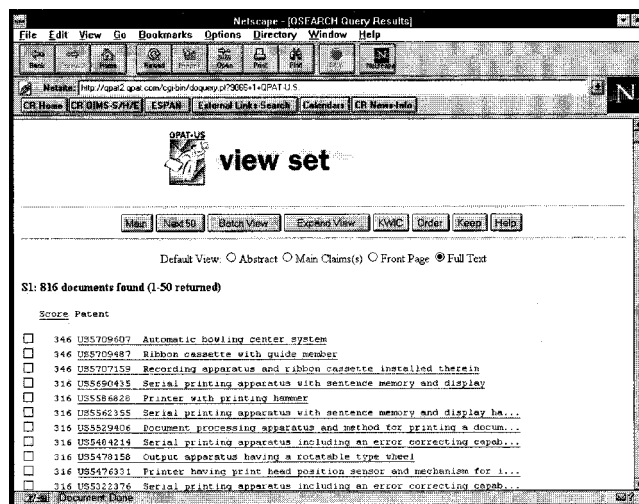 Netscape - [QSEARCH Query Results]
File Edit View Go Bookmarks Options Directory Window Help
Back Home Reload Open Print Find
Netsite: http://qpat2.qpat.com/cgi-bin/doquery.pl?9066+1+QPAT-U.S.
CR Home CR OIMS-S/H/E ESPAN External Links Search Calendars CR News-Info
N
QPAT-US
view set
Main Next 50 Batch View Expand View KWIC Order Keep Help
Default View: Abstract Main Claims(s) Front Page Full Text
S1: 816 documents found (1-50 returned)
Score Patent
346 US5709607 Automatic bowling center system
346 US5709487 Ribbon cassette with guide member
346 US5707159 Recording apparatus and ribbon cassette installed therein
316 US5690435 Serial printing apparatus with sentence memory and display
316 US5586828 Printer with printing hammer
316 US5562355 Serial printing apparatus with sentence memory and display ha...
316 US5529406 Document processing apparatus and method for printing a docum...
316 US5484214 Serial printing apparatus including an error correcting capab...
316 US5478158 Output apparatus having a rotatable type wheel
316 US5476331 Printer having print head position sensor and mechanism for i...
316 US5322376 Serial printing apparatus including an error correcting capab...
Document Done